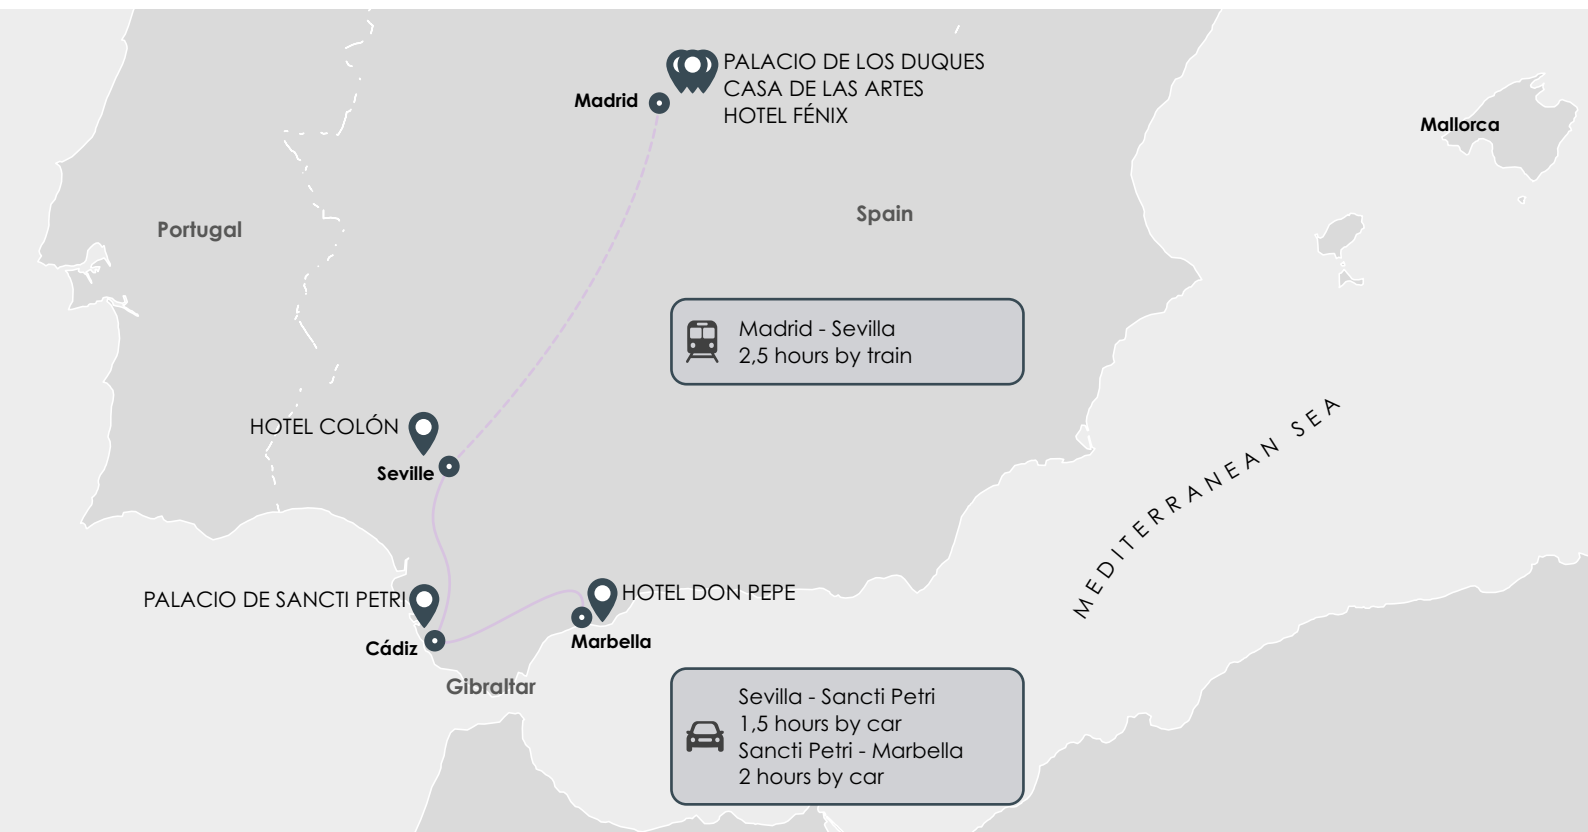 PALACIO DE LOS DUQUES
CASA DE LAS ARTES
HOTEL FÉNIX
Madrid
Mallorca
Portugal
Spain
Madrid - Sevilla
2,5 hours by train
HOTEL COLÓN
Seville
MEDITERRANEAN SEA
PALACIO DE SANCTI PETRI
HOTEL DON PEPE
Cádiz
Marbella
Gibraltar
Sevilla - Sancti Petri
1,5 hours by car
Sancti Petri - Marbella
2 hours by car